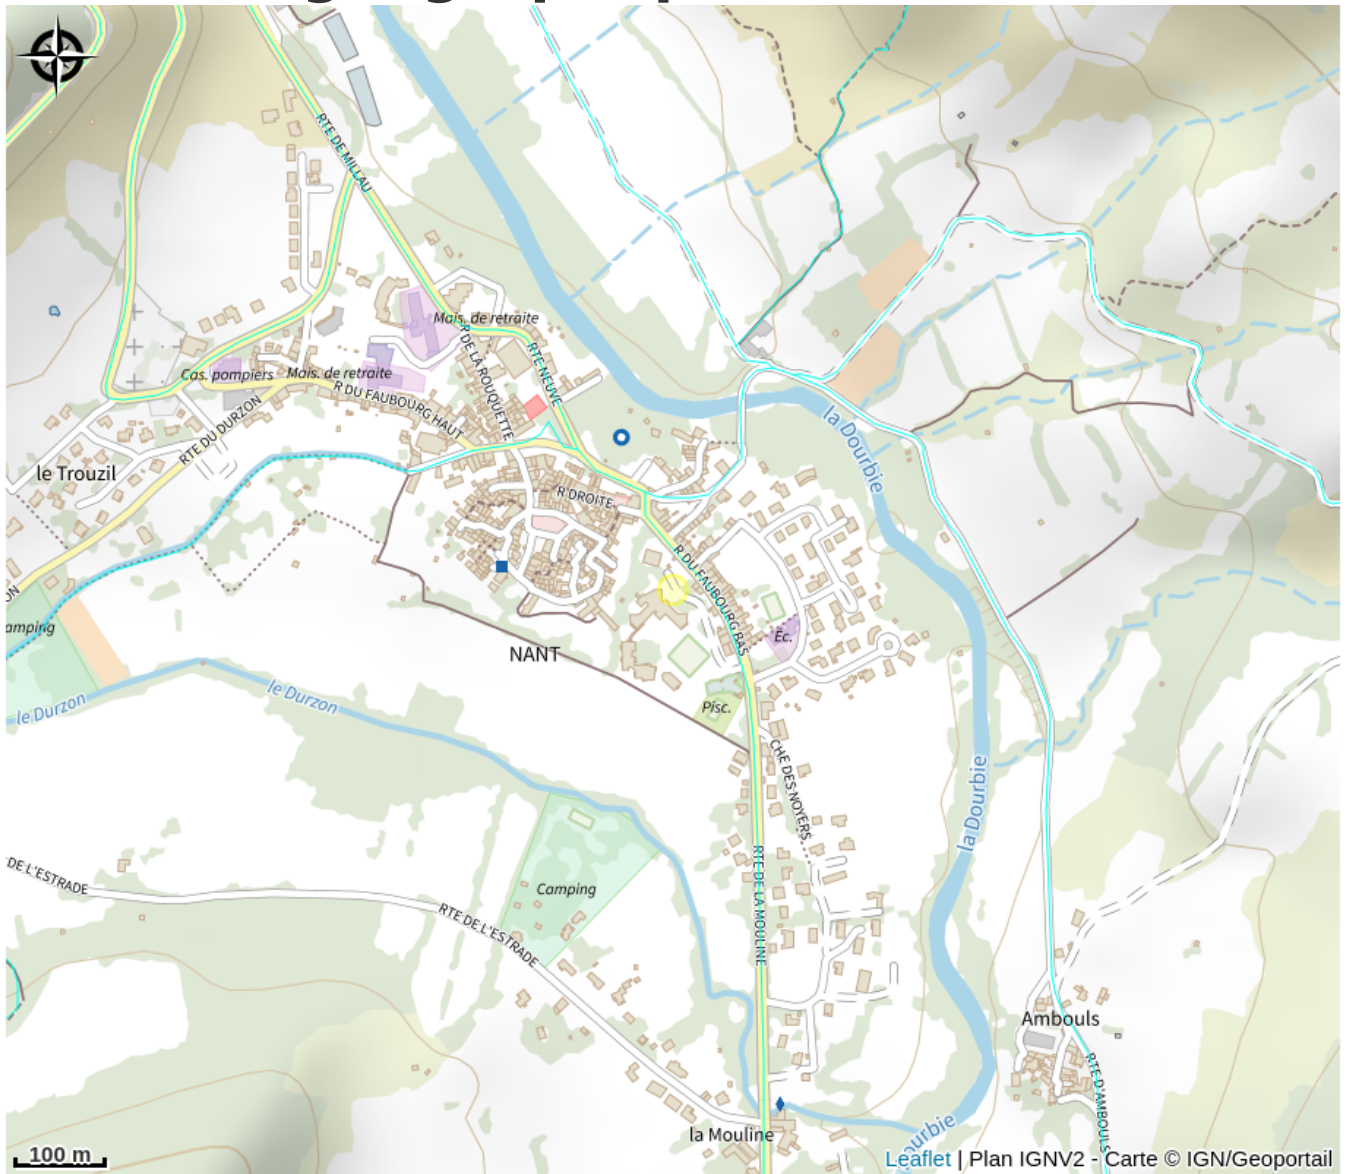 RTE DE MILLAU
Mais. de retraite
R DE LA ROUQUETTE
RTE NEUVE
Cas. pompiers
Mais. de retraite
R DU FAUBOURG HAUT
RTE DU DURZON
la Dourbie
le Trouzil
R DROITE
R DU FAUBOURG BAS
ON
amping
Éc.
NANT
le Durzon
le Durzon
Pisc.
CHE DES NOYERS
la Dourbie
DE L'ESTRADE
Camping
RTE DE LA MOULINE
RTE DE L'ESTRADE
Ambouls
RTE D'AMBOULS
la Mouline
ourbie
100 m
Leaflet | Plan IGNV2 - Carte © IGN/Geoportail